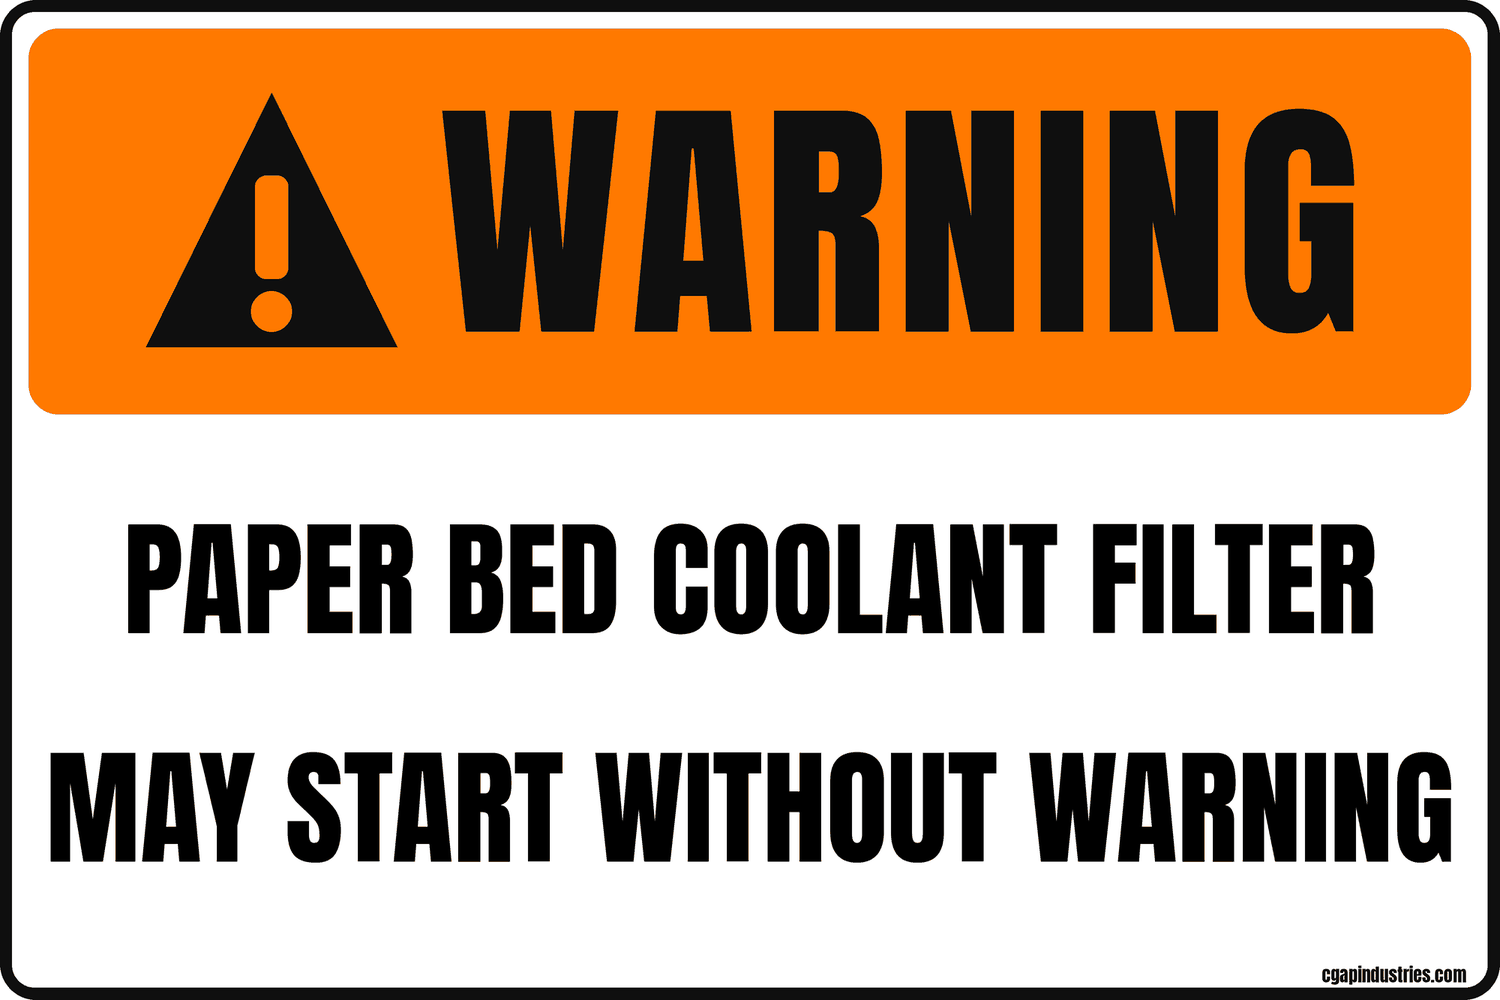 WARNING
PAPER BED COOLANT FILTER
MAY START WITHOUT WARNING
cgapindustries.com